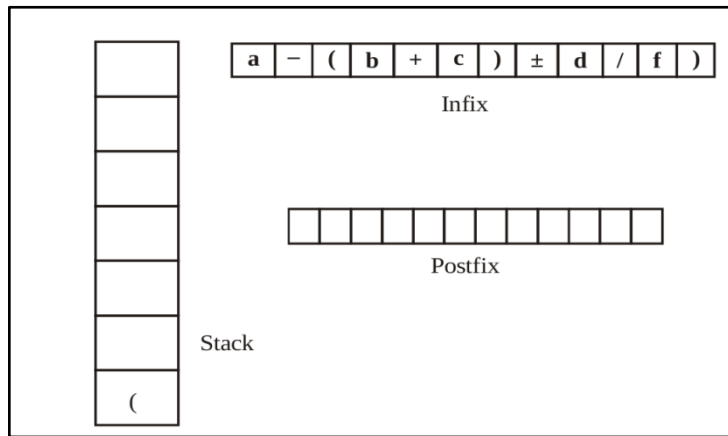 a – ( b + c ) ± d / f )
Infix
Postfix
Stack
(